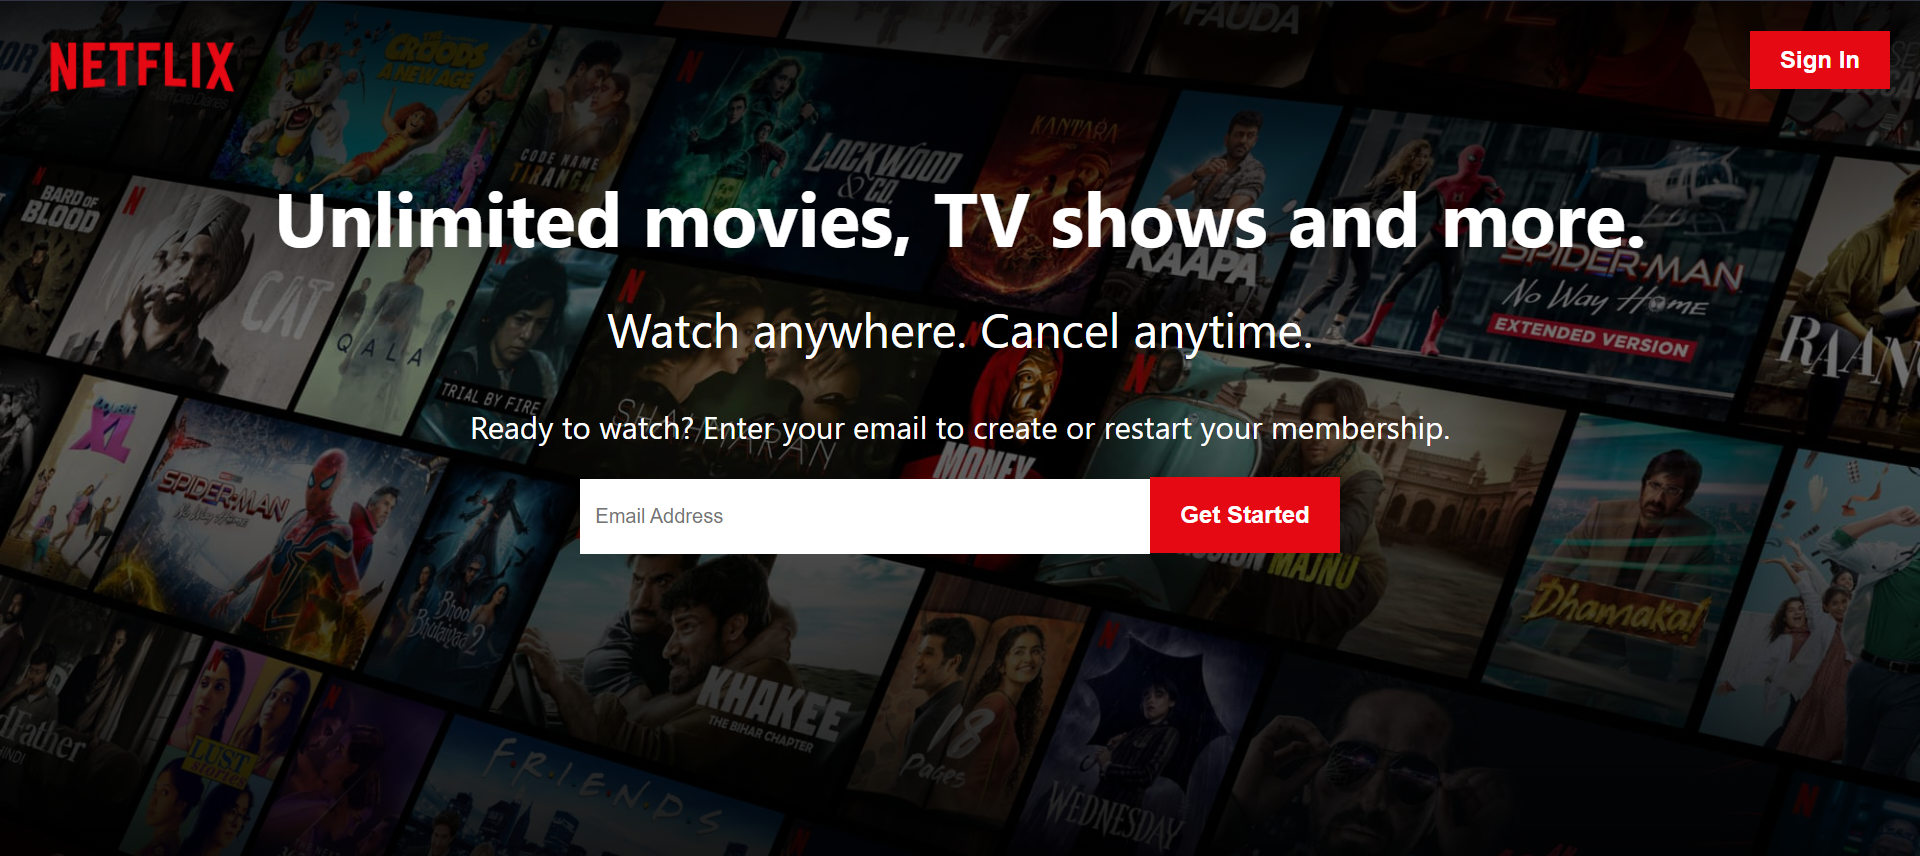 NETFLIX
Sign In
Unlimited movies, TV shows and more.
Watch anywhere. Cancel anytime.
Ready to watch? Enter your email to create or restart your membership.
Email Address
Get Started
FAUDA
THE CROODS
A NEW AGE
CODE NAME
TIRANGA
LOCKWOOD
& CO.
KANTARA
KAAPA
SPIDER-MAN
No Way Home
EXTENDED VERSION
BARD OF
BLOOD
CAT
QALA
TRIAL BY FIRE
MONEY
XL
SPIDER-MAN
No Way Home
Bhool
Bhulaiyaa 2
MAJNU
Dhamaka!
KHAKEE
THE BIHAR CHAPTER
18
Pages
WEDNESDAY
LUST
stories
F.R.I.E.N.D.S